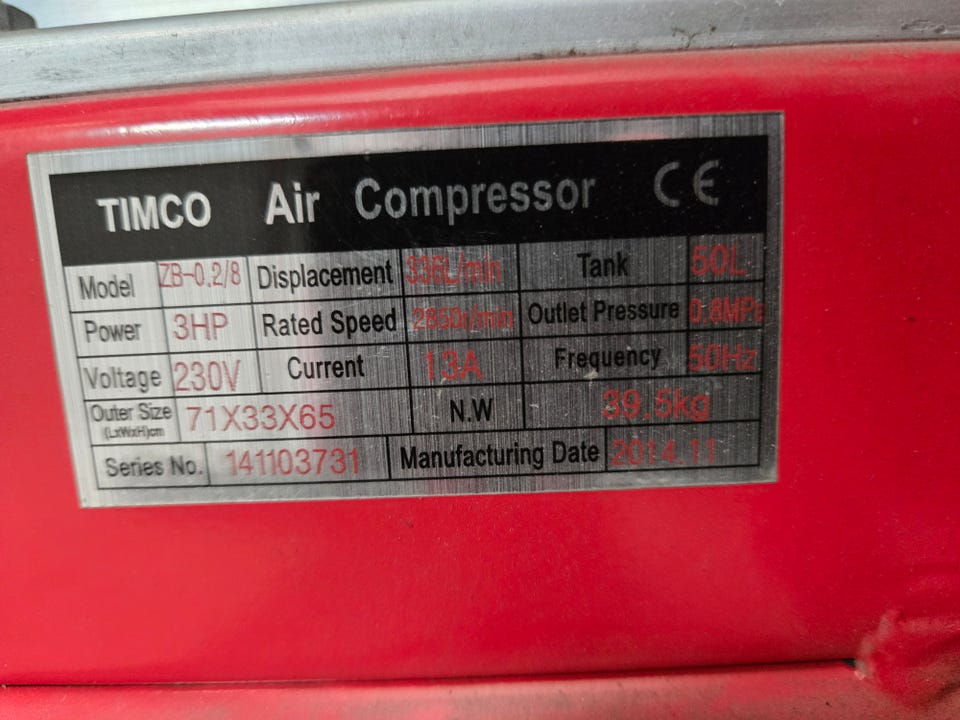 TIMCO Air Compressor CE
Model ZB-0.2/8 Displacement 336L/min Tank 50L
Power 3HP Rated Speed 2850r/min Outlet Pressure 0.8MPa
Voltage 230V Current 13A Frequency 50Hz
Outer Size (LxWxH)cm 71X33X65 N.W 39.5kg
Series No. 141103731 Manufacturing Date 2014.11